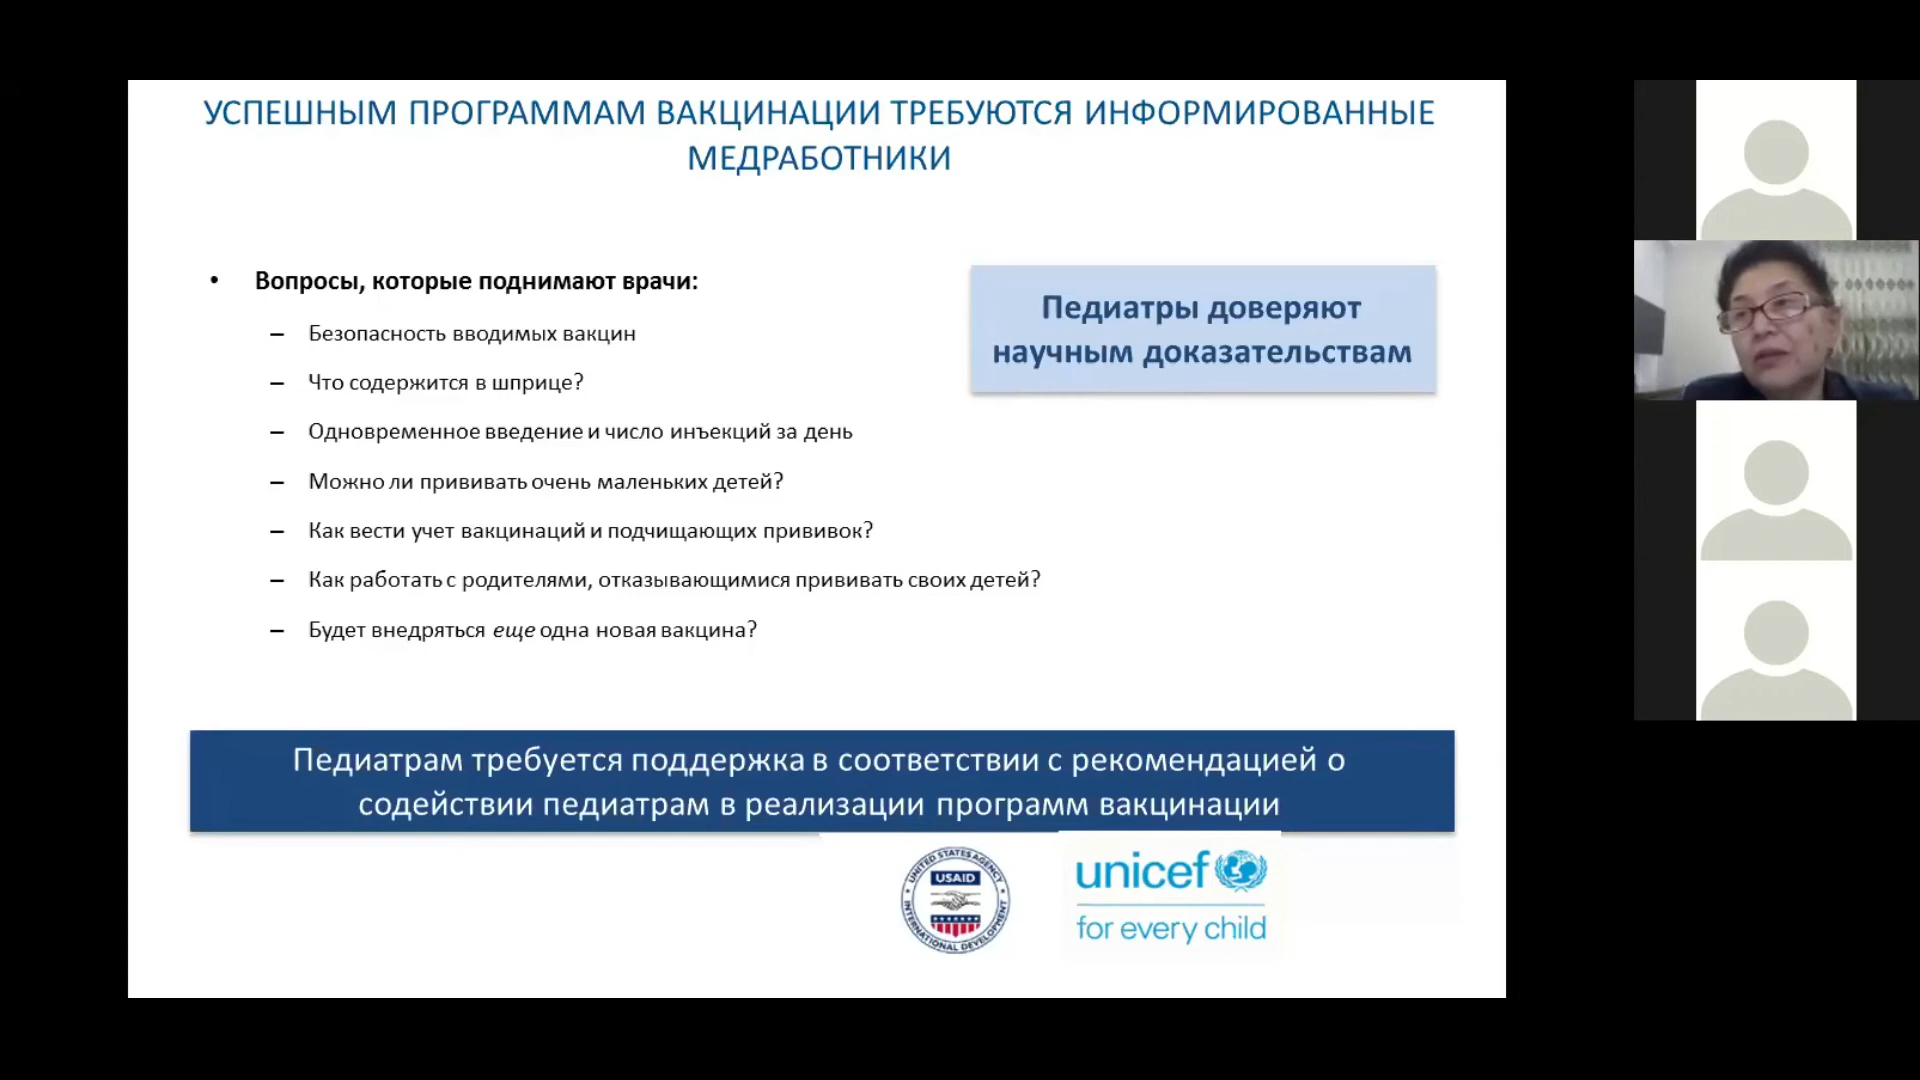 УСПЕШНЫМ ПРОГРАММАМ ВАКЦИНАЦИИ ТРЕБУЮТСЯ ИНФОРМИРОВАННЫЕ
МЕДРАБОТНИКИ
• Вопросы, которые поднимают врачи:
– Безопасность вводимых вакцин
– Что содержится в шприце?
– Одновременное введение и число инъекций за день
– Можно ли прививать очень маленьких детей?
– Как вести учет вакцинаций и подчищающих прививок?
– Как работать с родителями, отказывающимися прививать своих детей?
– Будет внедряться еще одна новая вакцина?
Педиатры доверяют
научным доказательствам
Педиатрам требуется поддержка в соответствии с рекомендацией о
содействии педиатрам в реализации программ вакцинации
UNITED STATES AGENCY
USAID
INTERNATIONAL DEVELOPMENT
unicef
for every child